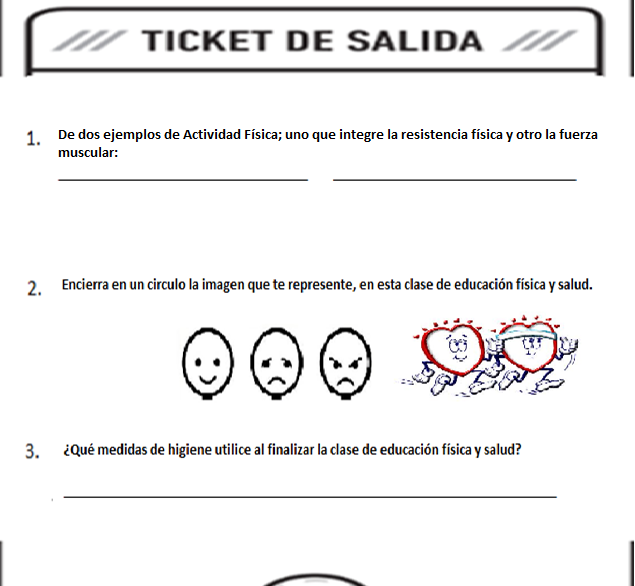 TICKET DE SALIDA
1. De dos ejemplos de Actividad Física; uno que integre la resistencia física y otro la fuerza
muscular:
2. Encierra en un circulo la imagen que te represente, en esta clase de educación física y salud.
3. ¿Qué medidas de higiene utilice al finalizar la clase de educación física y salud?